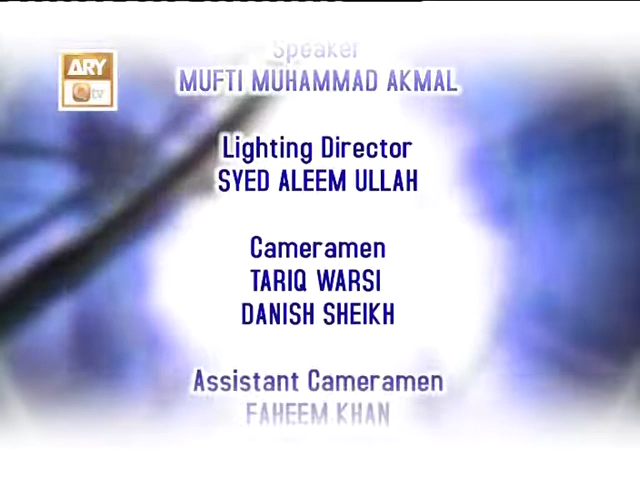 ARY
Qtv
Speaker
MUFTI MUHAMMAD AKMAL
Lighting Director
SYED ALEEM ULLAH
Cameramen
TARIQ WARSI
DANISH SHEIKH
Assistant Cameramen
FAHEEM KHAN